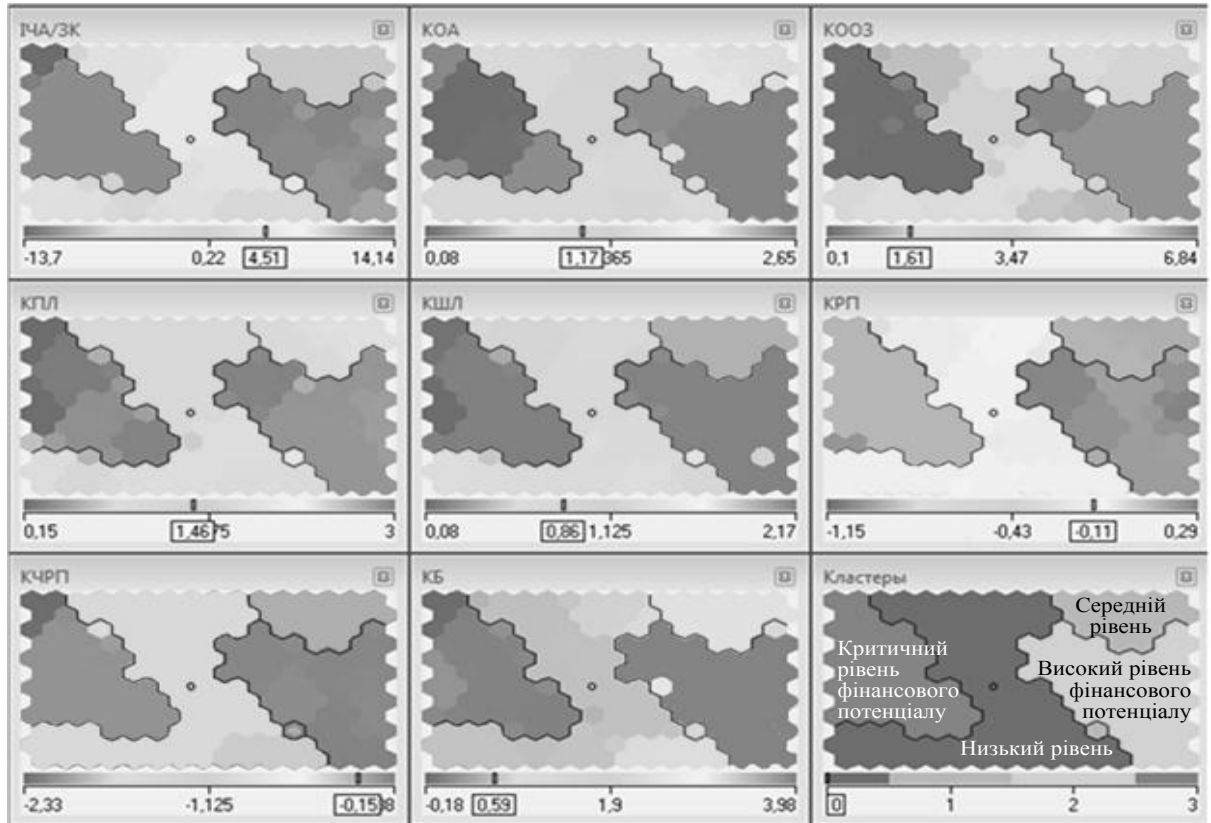 ІЧА/ЗК
КОА
КООЗ
-13,7 0,22 4,51 14,14
0,08 1,17 365 2,65
0,1 1,61 3,47 6,84
КПЛ
КШЛ
КРП
0,15 1,46 75 3
0,08 0,86 1,125 2,17
-1,15 -0,43 -0,11 0,29
КЧРП
КБ
Кластеры
Середній
рівень
Критичний
рівень
фінансового
потенціалу
Високий рівень
фінансового
потенціалу
Низький рівень
-2,33 -1,125 -0,15 8
-0,18 0,59 1,9 3,98
0 1 2 3